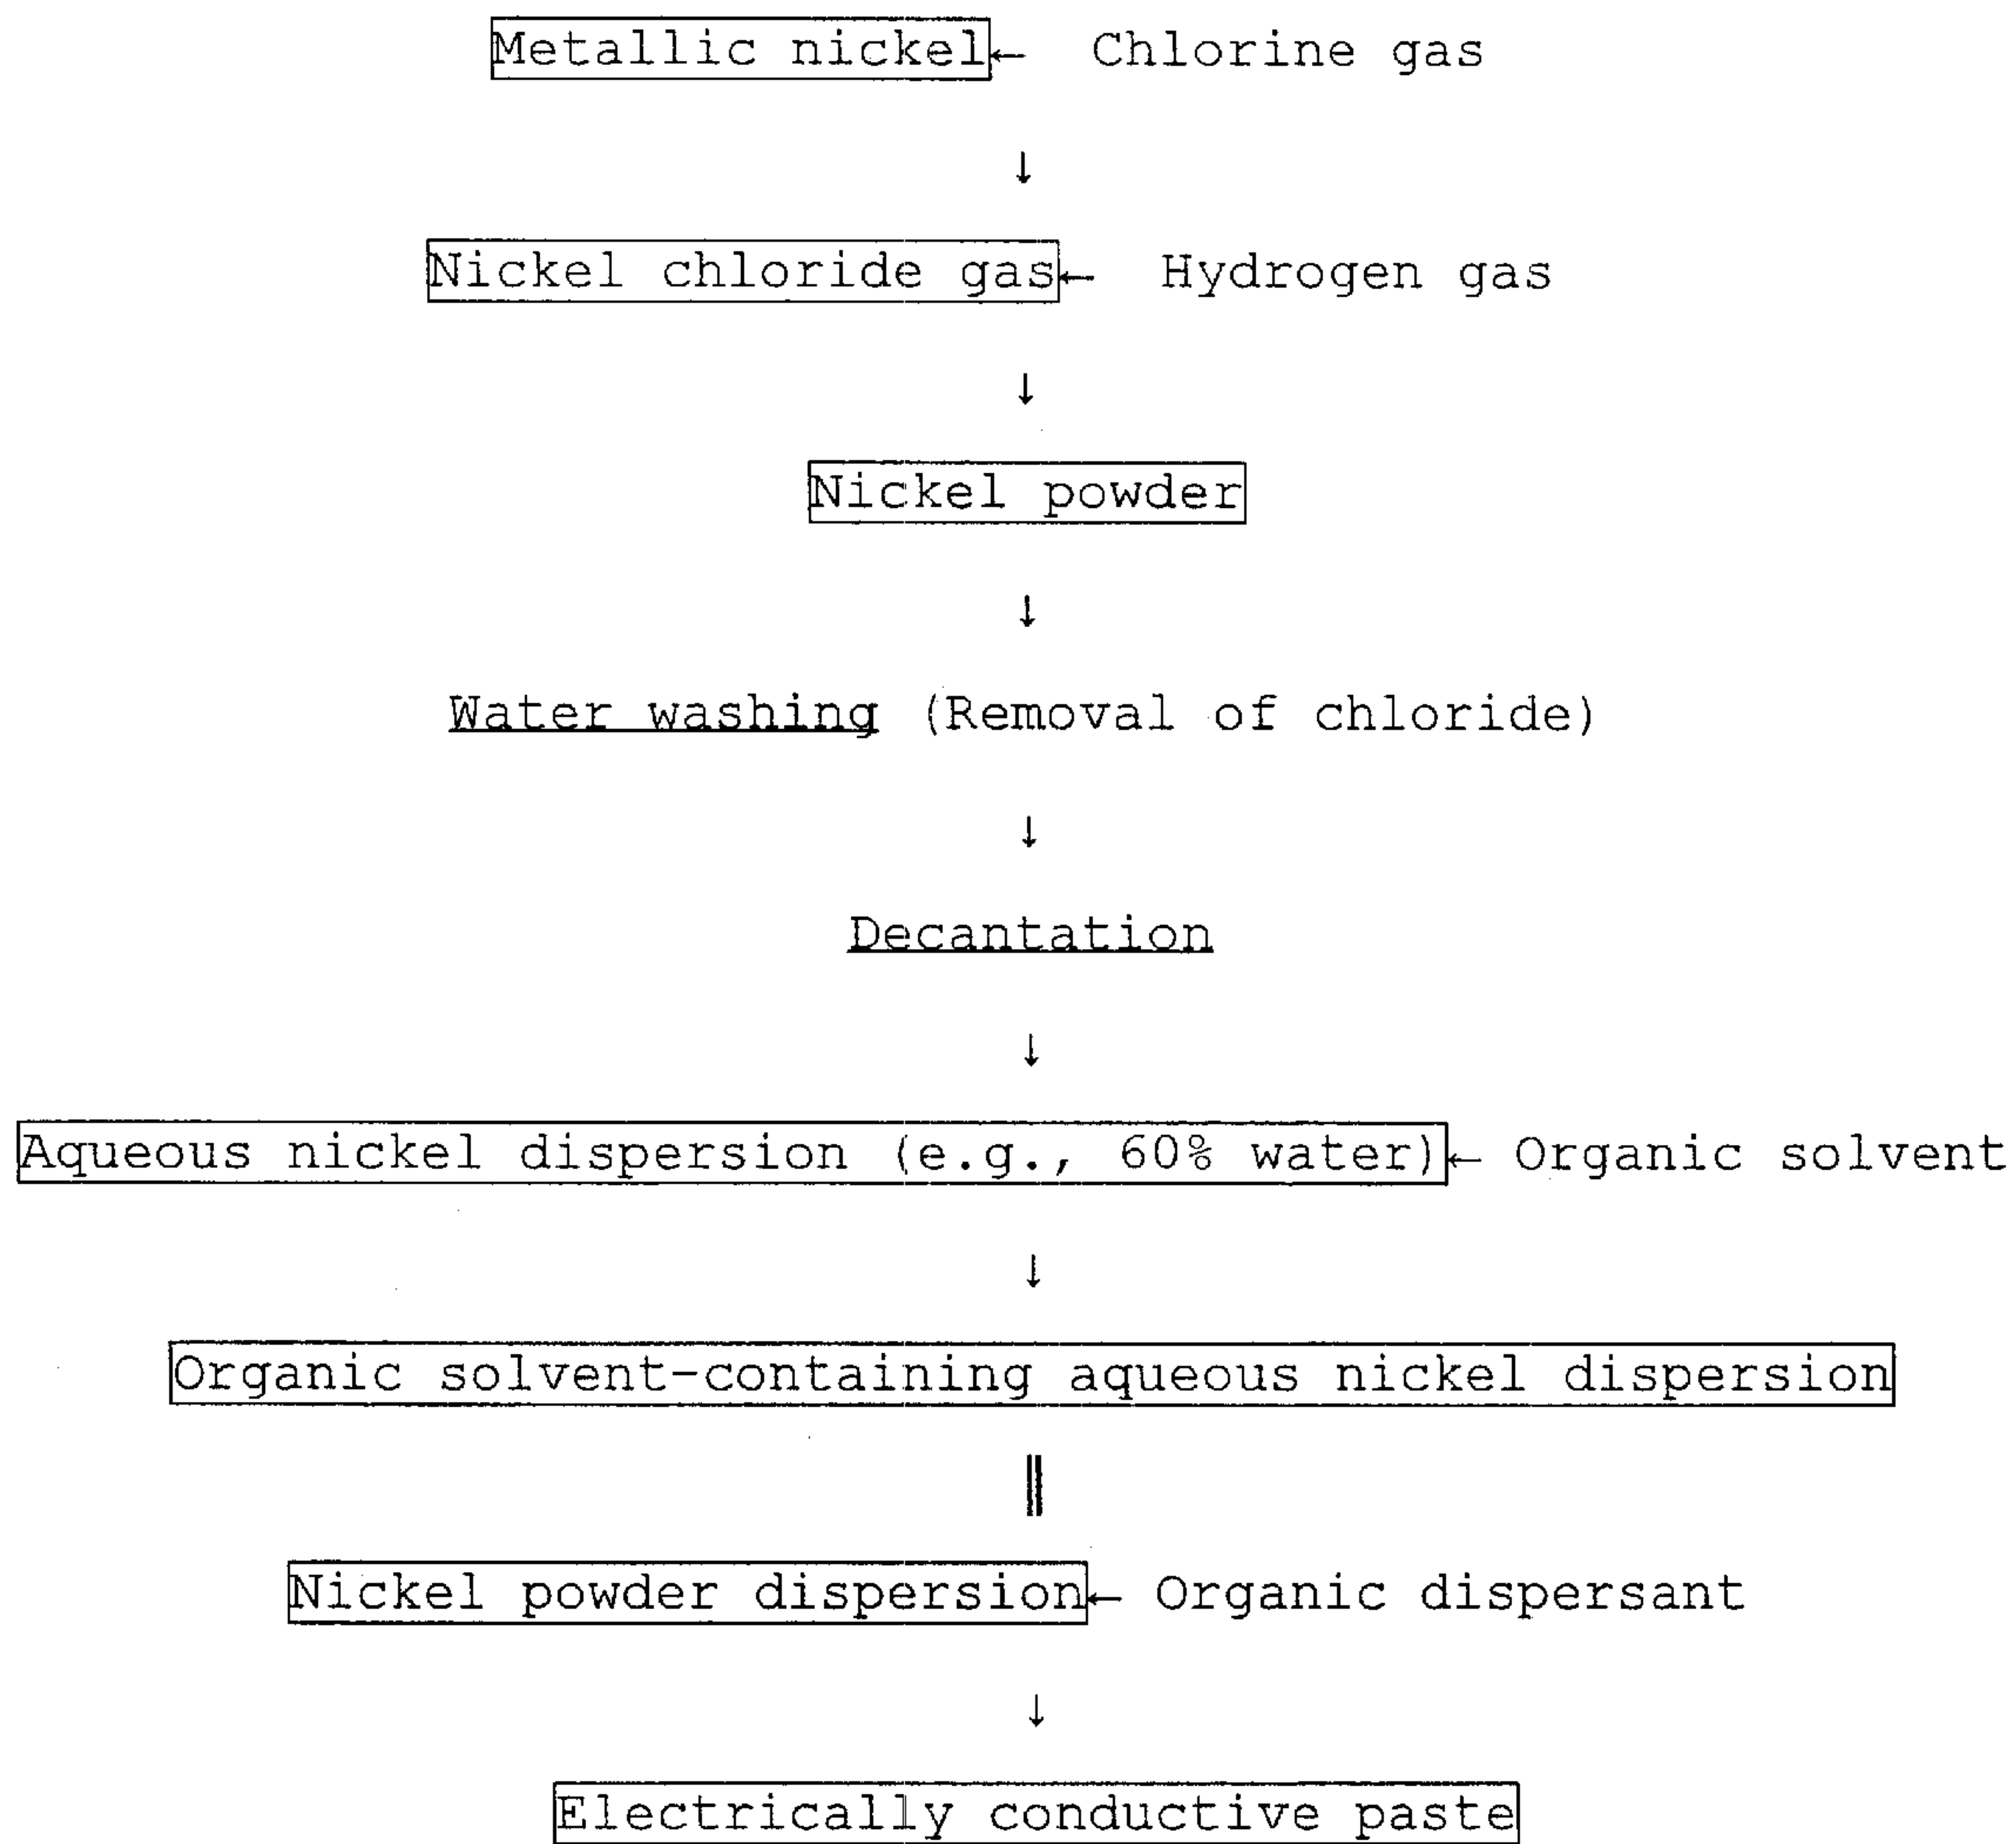 Metallic nickel← Chlorine gas
↓
Nickel chloride gas← Hydrogen gas
↓
Nickel powder
↓
Water washing (Removal of chloride)
↓
Decantation
↓
Aqueous nickel dispersion (e.g., 60% water)← Organic solvent
↓
Organic solvent-containing aqueous nickel dispersion
‖
Nickel powder dispersion← Organic dispersant
↓
Electrically conductive paste